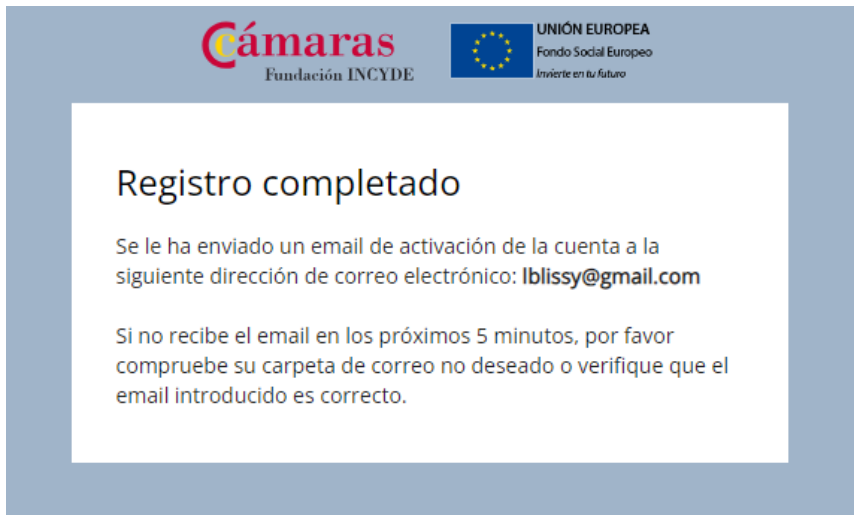 Cámaras
Fundación INCYDE
UNIÓN EUROPEA
Fondo Social Europeo
Invierte en tu futuro
Registro completado
Se le ha enviado un email de activación de la cuenta a la
siguiente dirección de correo electrónico: lblissy@gmail.com
Si no recibe el email en los próximos 5 minutos, por favor
compruebe su carpeta de correo no deseado o verifique que el
email introducido es correcto.